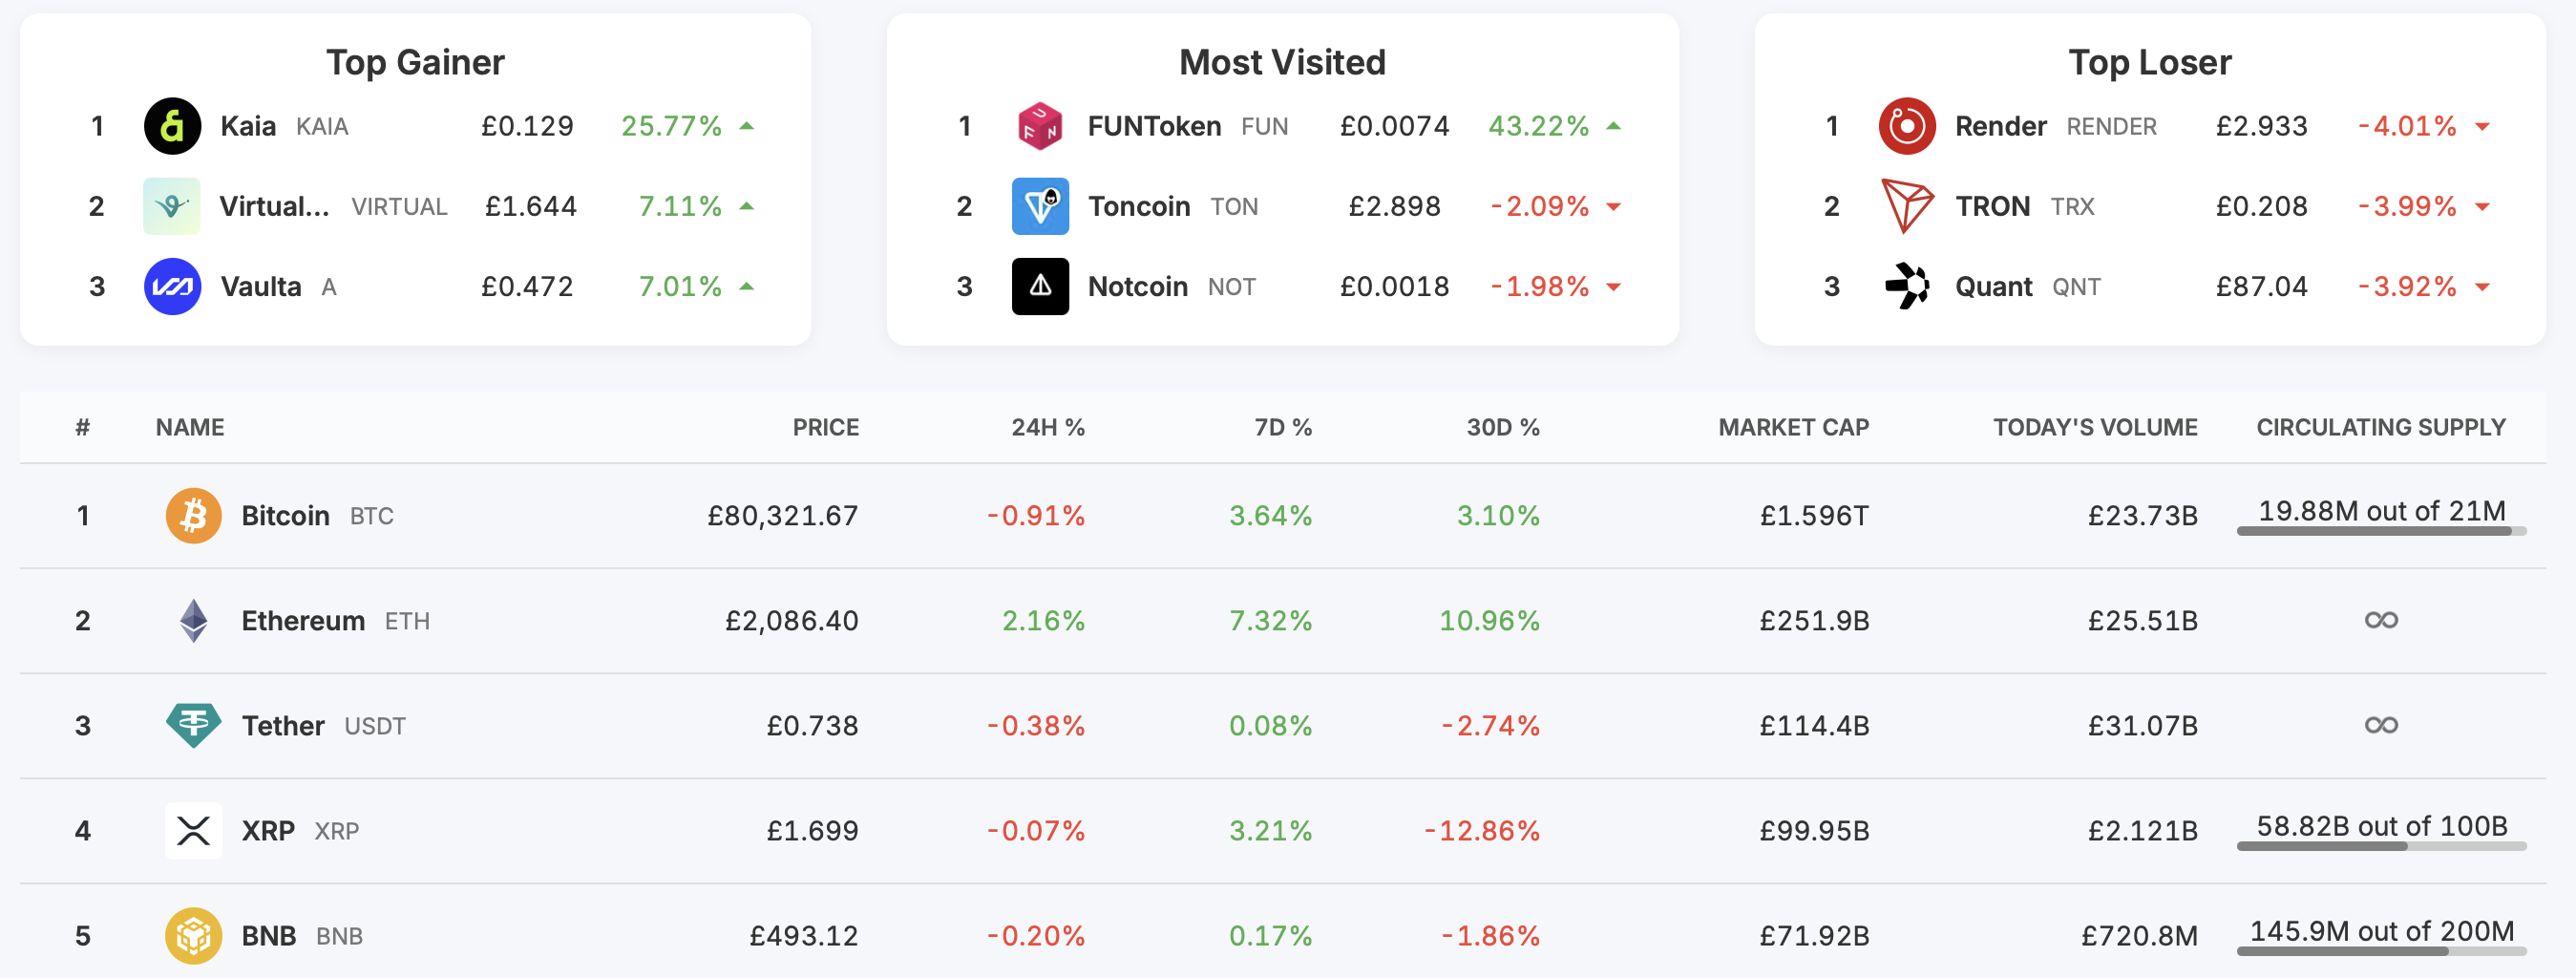 Top Gainer
1 Kaia KAIA £0.129 25.77%
2 Virtual... VIRTUAL £1.644 7.11%
3 Vaulta A £0.472 7.01%
Most Visited
1 FUNToken FUN £0.0074 43.22%
2 Toncoin TON £2.898 -2.09%
3 Notcoin NOT £0.0018 -1.98%
Top Loser
1 Render RENDER £2.933 -4.01%
2 TRON TRX £0.208 -3.99%
3 Quant QNT £87.04 -3.92%
# NAME PRICE 24H % 7D % 30D % MARKET CAP TODAY'S VOLUME CIRCULATING SUPPLY
1 Bitcoin BTC £80,321.67 -0.91% 3.64% 3.10% £1.596T £23.73B 19.88M out of 21M
2 Ethereum ETH £2,086.40 2.16% 7.32% 10.96% £251.9B £25.51B ∞
3 Tether USDT £0.738 -0.38% 0.08% -2.74% £114.4B £31.07B ∞
4 XRP XRP £1.699 -0.07% 3.21% -12.86% £99.95B £2.121B 58.82B out of 100B
5 BNB BNB £493.12 -0.20% 0.17% -1.86% £71.92B £720.8M 145.9M out of 200M